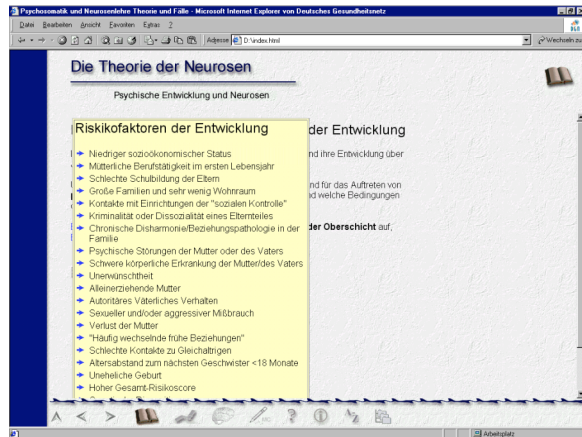 Psychosomatik und Neurosenlehre Theorie und Fälle - Microsoft Internet Explorer von Deutsches Gesundheitsnetz
Datei Bearbeiten Ansicht Favoriten Extras ?
Adresse D:\index.html
Wechseln zu
Die Theorie der Neurosen
Psychische Entwicklung und Neurosen
Risikofaktoren der Entwicklung
der Entwicklung
Niedriger sozioökonomischer Status
nd ihre Entwicklung über
Mütterliche Berufstätigkeit im ersten Lebensjahr
Schlechte Schulbildung der Eltern
Große Familien und sehr wenig Wohnraum
nd für das Auftreten von
Kontakte mit Einrichtungen der "sozialen Kontrolle"
d welche Bedingungen
Kriminalität oder Dissozialität eines Elternteiles
Chronische Disharmonie/Beziehungspathologie in der
Familie
der Oberschicht auf,
Psychische Störungen der Mutter oder des Vaters
Schwere körperliche Erkrankung der Mutter/des Vaters
Unerwünschtheit
Alleinerziehende Mutter
Autoritäres Väterliches Verhalten
Sexueller und/oder aggressiver Mißbrauch
Verlust der Mutter
"Häufig wechselnde frühe Beziehungen"
Schlechte Kontakte zu Gleichaltrigen
Altersabstand zum nächsten Geschwister <18 Monate
Uneheliche Geburt
Hoher Gesamt-Risikoscore
Arbeitsplatz